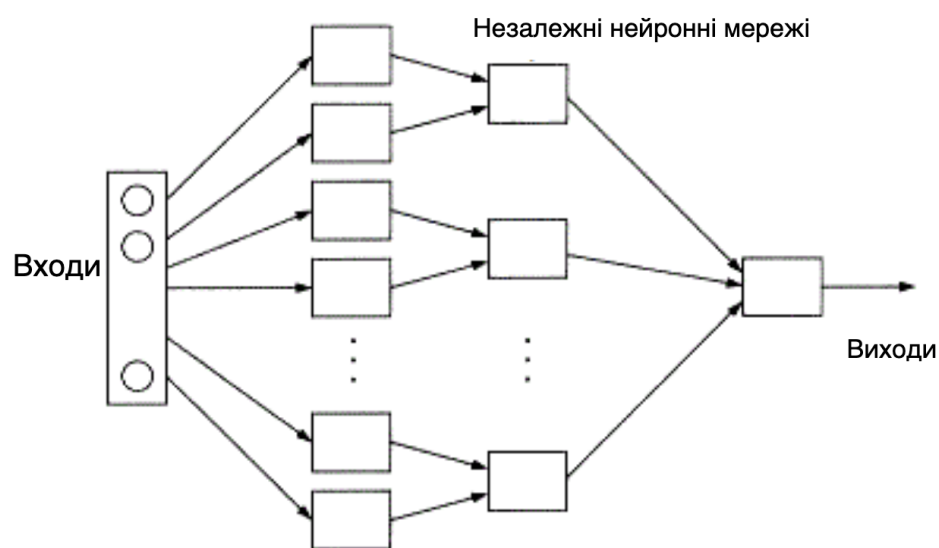 Незалежні нейронні мережі
Входи
Виходи